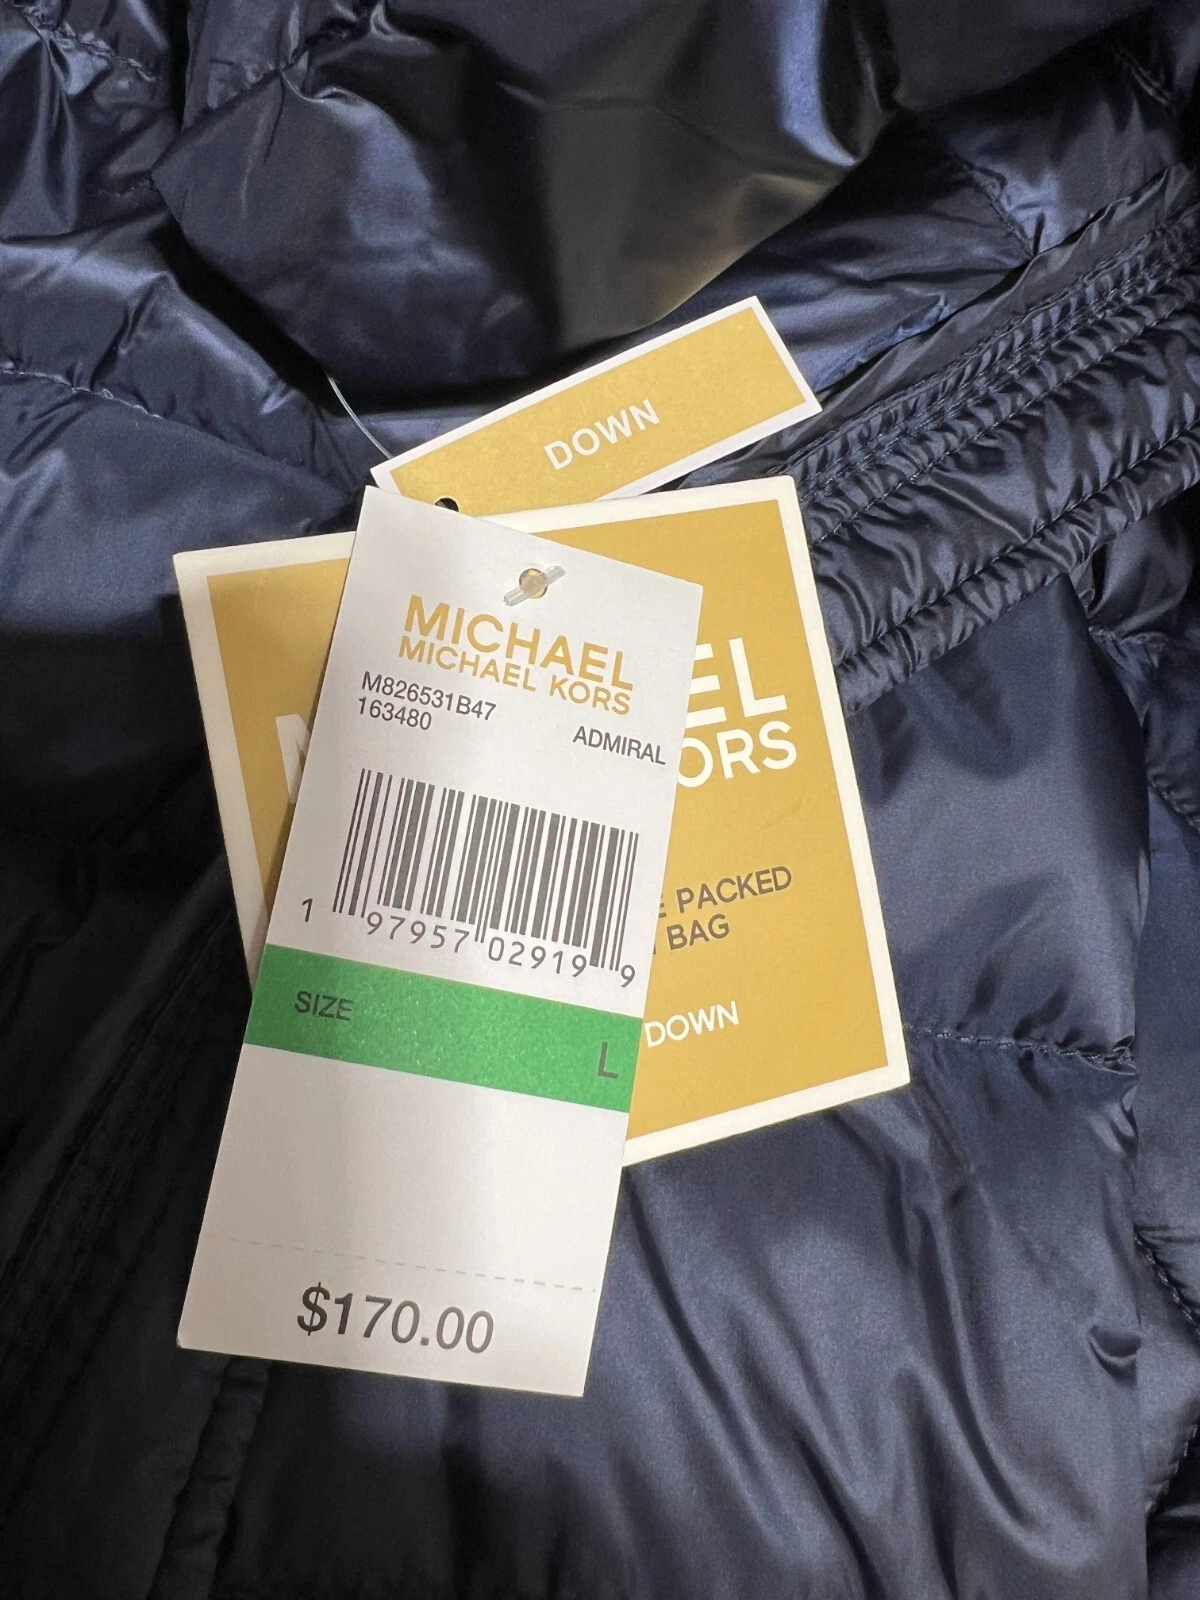 DOWN
MICHAEL
MICHAEL KORS
M826531B47
163480
ADMIRAL
1 97957 02919 9
SIZE
L
$170.00
EL
ORS
PACKED
BAG
DOWN